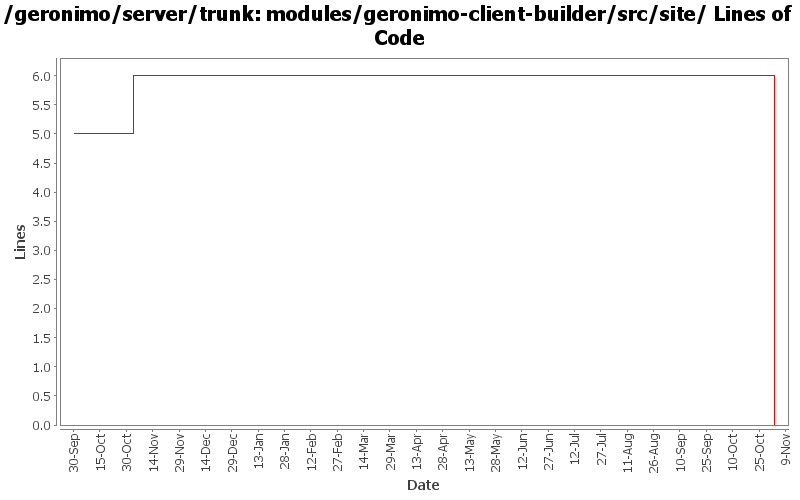 /geronimo/server/trunk: modules/geronimo-client-builder/src/site/ Lines of
Code
6.0
5.5
5.0
4.5
4.0
3.5
3.0
2.5
2.0
1.5
1.0
0.5
0.0
Lines
30-Sep
15-Oct
30-Oct
14-Nov
29-Nov
14-Dec
29-Dec
13-Jan
28-Jan
12-Feb
27-Feb
14-Mar
29-Mar
13-Apr
28-Apr
13-May
28-May
12-Jun
27-Jun
12-Jul
27-Jul
11-Aug
26-Aug
10-Sep
25-Sep
10-Oct
25-Oct
9-Nov
Date